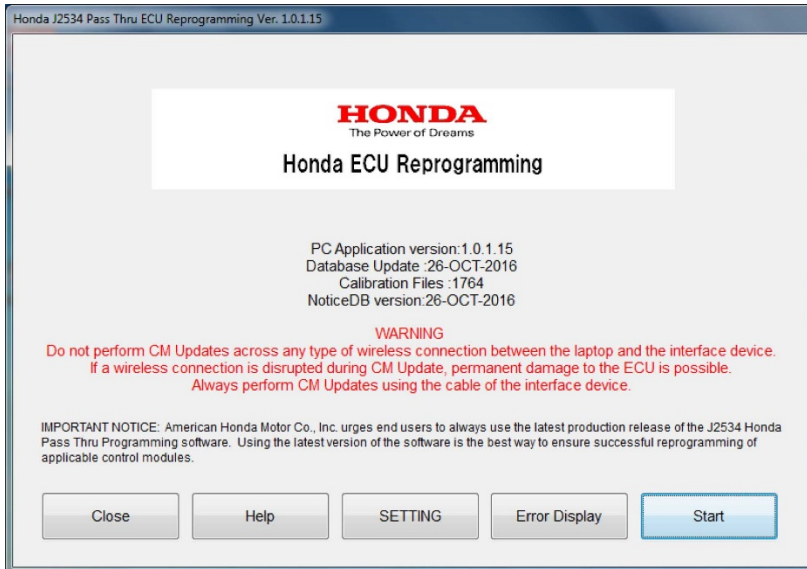 Honda J2534 Pass Thru ECU Reprogramming Ver. 1.0.1.15
HONDA
The Power of Dreams
Honda ECU Reprogramming
PC Application version:1.0.1.15
Database Update :26-OCT-2016
Calibration Files :1764
NoticeDB version:26-OCT-2016
WARNING
Do not perform CM Updates across any type of wireless connection between the laptop and the interface device.
If a wireless connection is disrupted during CM Update, permanent damage to the ECU is possible.
Always perform CM Updates using the cable of the interface device.
IMPORTANT NOTICE: American Honda Motor Co., Inc. urges end users to always use the latest production release of the J2534 Honda
Pass Thru Programming software. Using the latest version of the software is the best way to ensure successful reprogramming of
applicable control modules.
Close Help SETTING Error Display Start